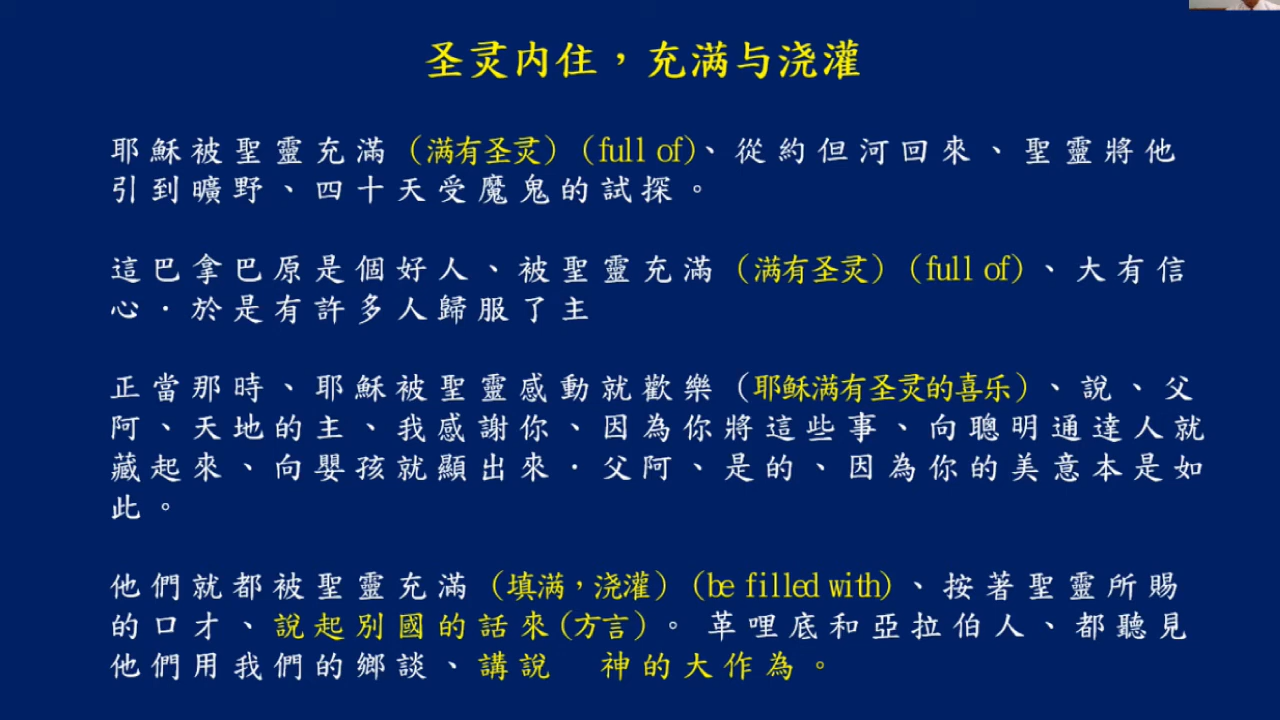 圣灵内住，充满与浇灌
耶穌被聖靈充滿（满有圣灵）（full of)、從約但河回來、聖靈將他
引到曠野、四十天受魔鬼的試探。
這巴拿巴原是個好人、被聖靈充滿（满有圣灵）（full of）、大有信
心．於是有許多人歸服了主
正當那時、耶穌被聖靈感動就歡樂（耶稣满有圣灵的喜乐）、說、父
阿、天地的主、我感謝你、因為你將這些事、向聰明通達人就
藏起來、向嬰孩就顯出來．父阿、是的、因為你的美意本是如
此。
他們就都被聖靈充滿（填满，浇灌）（be filled with）、按著聖靈所賜
的口才、說起別國的話來(方言）。革哩底和亞拉伯人、都聽見
他們用我們的鄉談、講說　神的大作為。